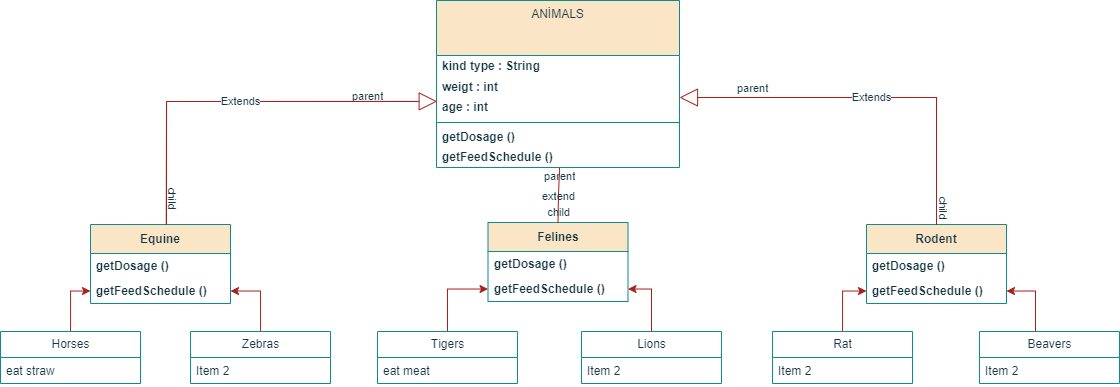 ANİMALS
kind type : String
weigt : int
age : int
getDosage ()
getFeedSchedule ()
Extends
parent
child
parent
extend
child
parent
Extends
child
Equine
getDosage ()
getFeedSchedule ()
Felines
getDosage ()
getFeedSchedule ()
Rodent
getDosage ()
getFeedSchedule ()
Horses
eat straw
Zebras
Item 2
Tigers
eat meat
Lions
Item 2
Rat
Item 2
Beavers
Item 2